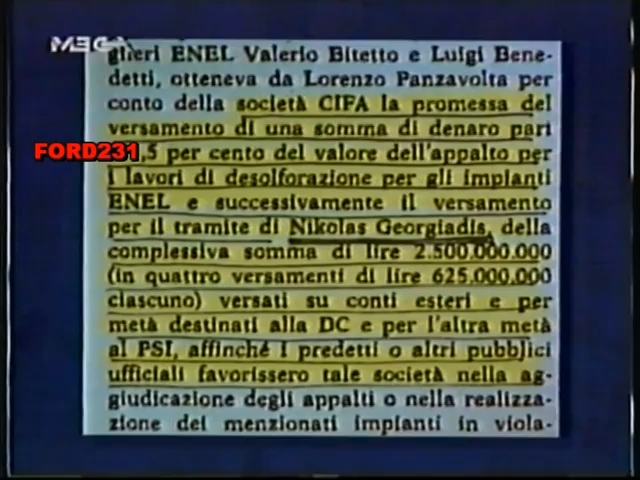 MEGA
glieri ENEL Valerio Bitetto e Luigi Bene-
detti, otteneva da Lorenzo Panzavolta per
conto della società CIFA la promessa del
versamento di una somma di denaro pari
FORD231
,5 per cento del valore dell'appalto per
i lavori di desolforazione per gli impianti
ENEL e successivamente il versamento
per il tramite di Nikolas Georgiadis, della
complessiva somma di lire 2.500.000.000
(in quattro versamenti di lire 625.000.000
ciascuno) versati su conti esteri e per
metà destinati alla DC e per l'altra metà
al PSI, affinché i predetti o altri pubblici
ufficiali favorissero tale società nella ag-
giudicazione degli appalti o nella realizza-
zione dei menzionati impianti in viola-